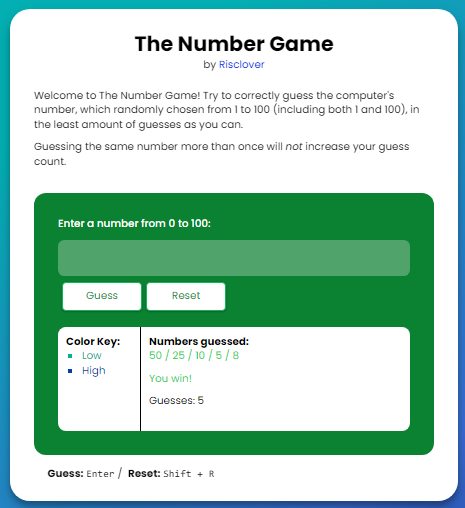 The Number Game
by Risclover
Welcome to The Number Game! Try to correctly guess the computer's
number, which randomly chosen from 1 to 100 (including both 1 and 100), in
the least amount of guesses as you can.
Guessing the same number more than once will not increase your guess
count.
Enter a number from 0 to 100:
Guess Reset
Color Key:
Low
High
Numbers guessed:
50 / 25 / 10 / 5 / 8
You win!
Guesses: 5
Guess: Enter / Reset: Shift + R